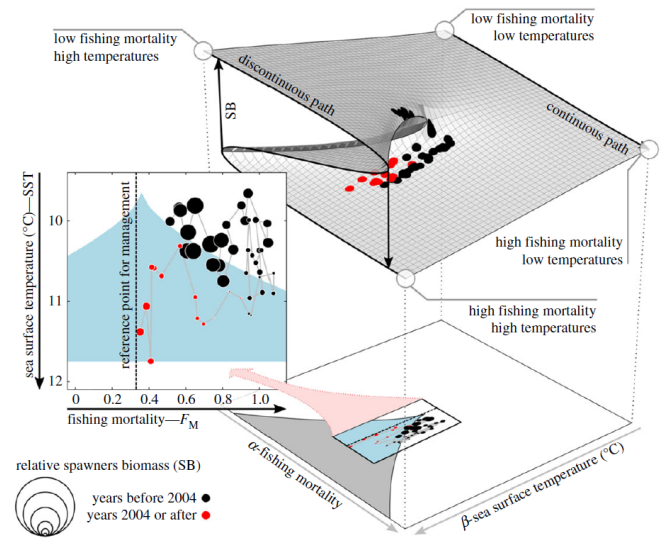 low fishing mortality
high temperatures
low fishing mortality
low temperatures
discontinuous path
continuous path
SB
high fishing mortality
low temperatures
high fishing mortality
high temperatures
sea surface temperature (°C)—SST
10
11
12
reference point for management
0
0.2
0.4
0.6
0.8
1.0
fishing mortality—FM
α-fishing mortality
β-sea surface temperature (°C)
relative spawners biomass (SB)
years before 2004
years 2004 or after